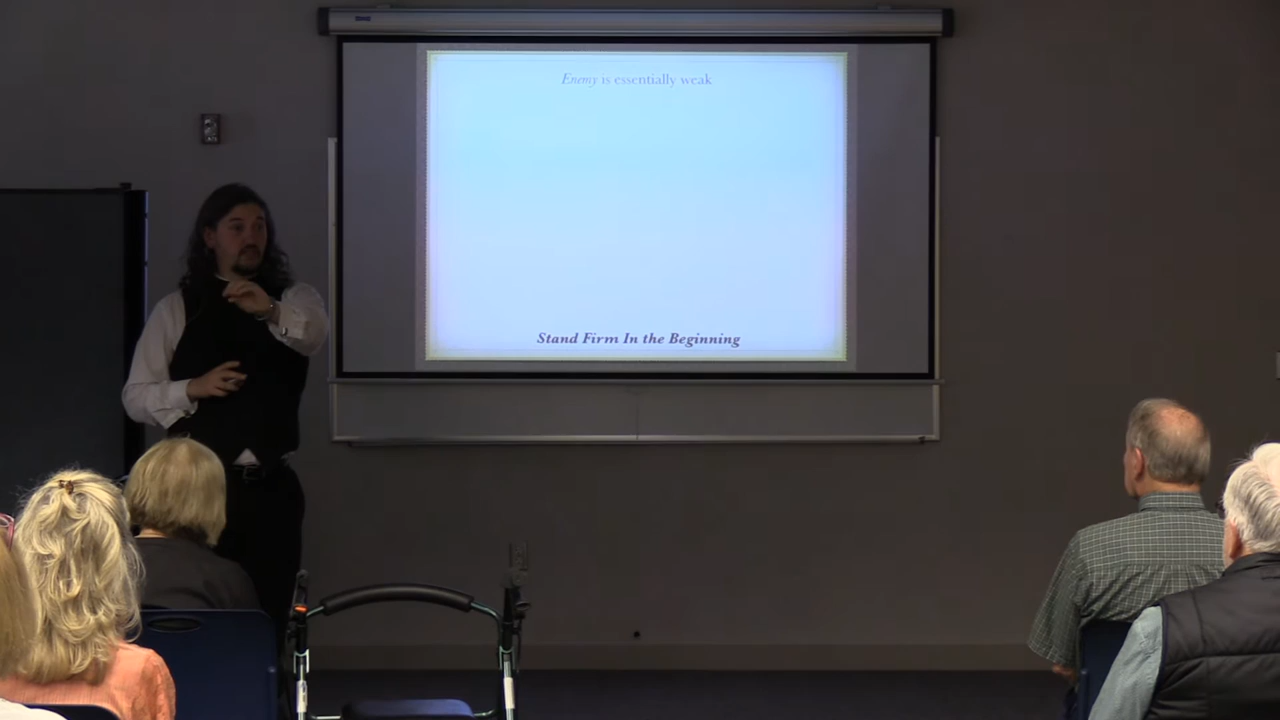 Enemy is essentially weak
Stand Firm In the Beginning